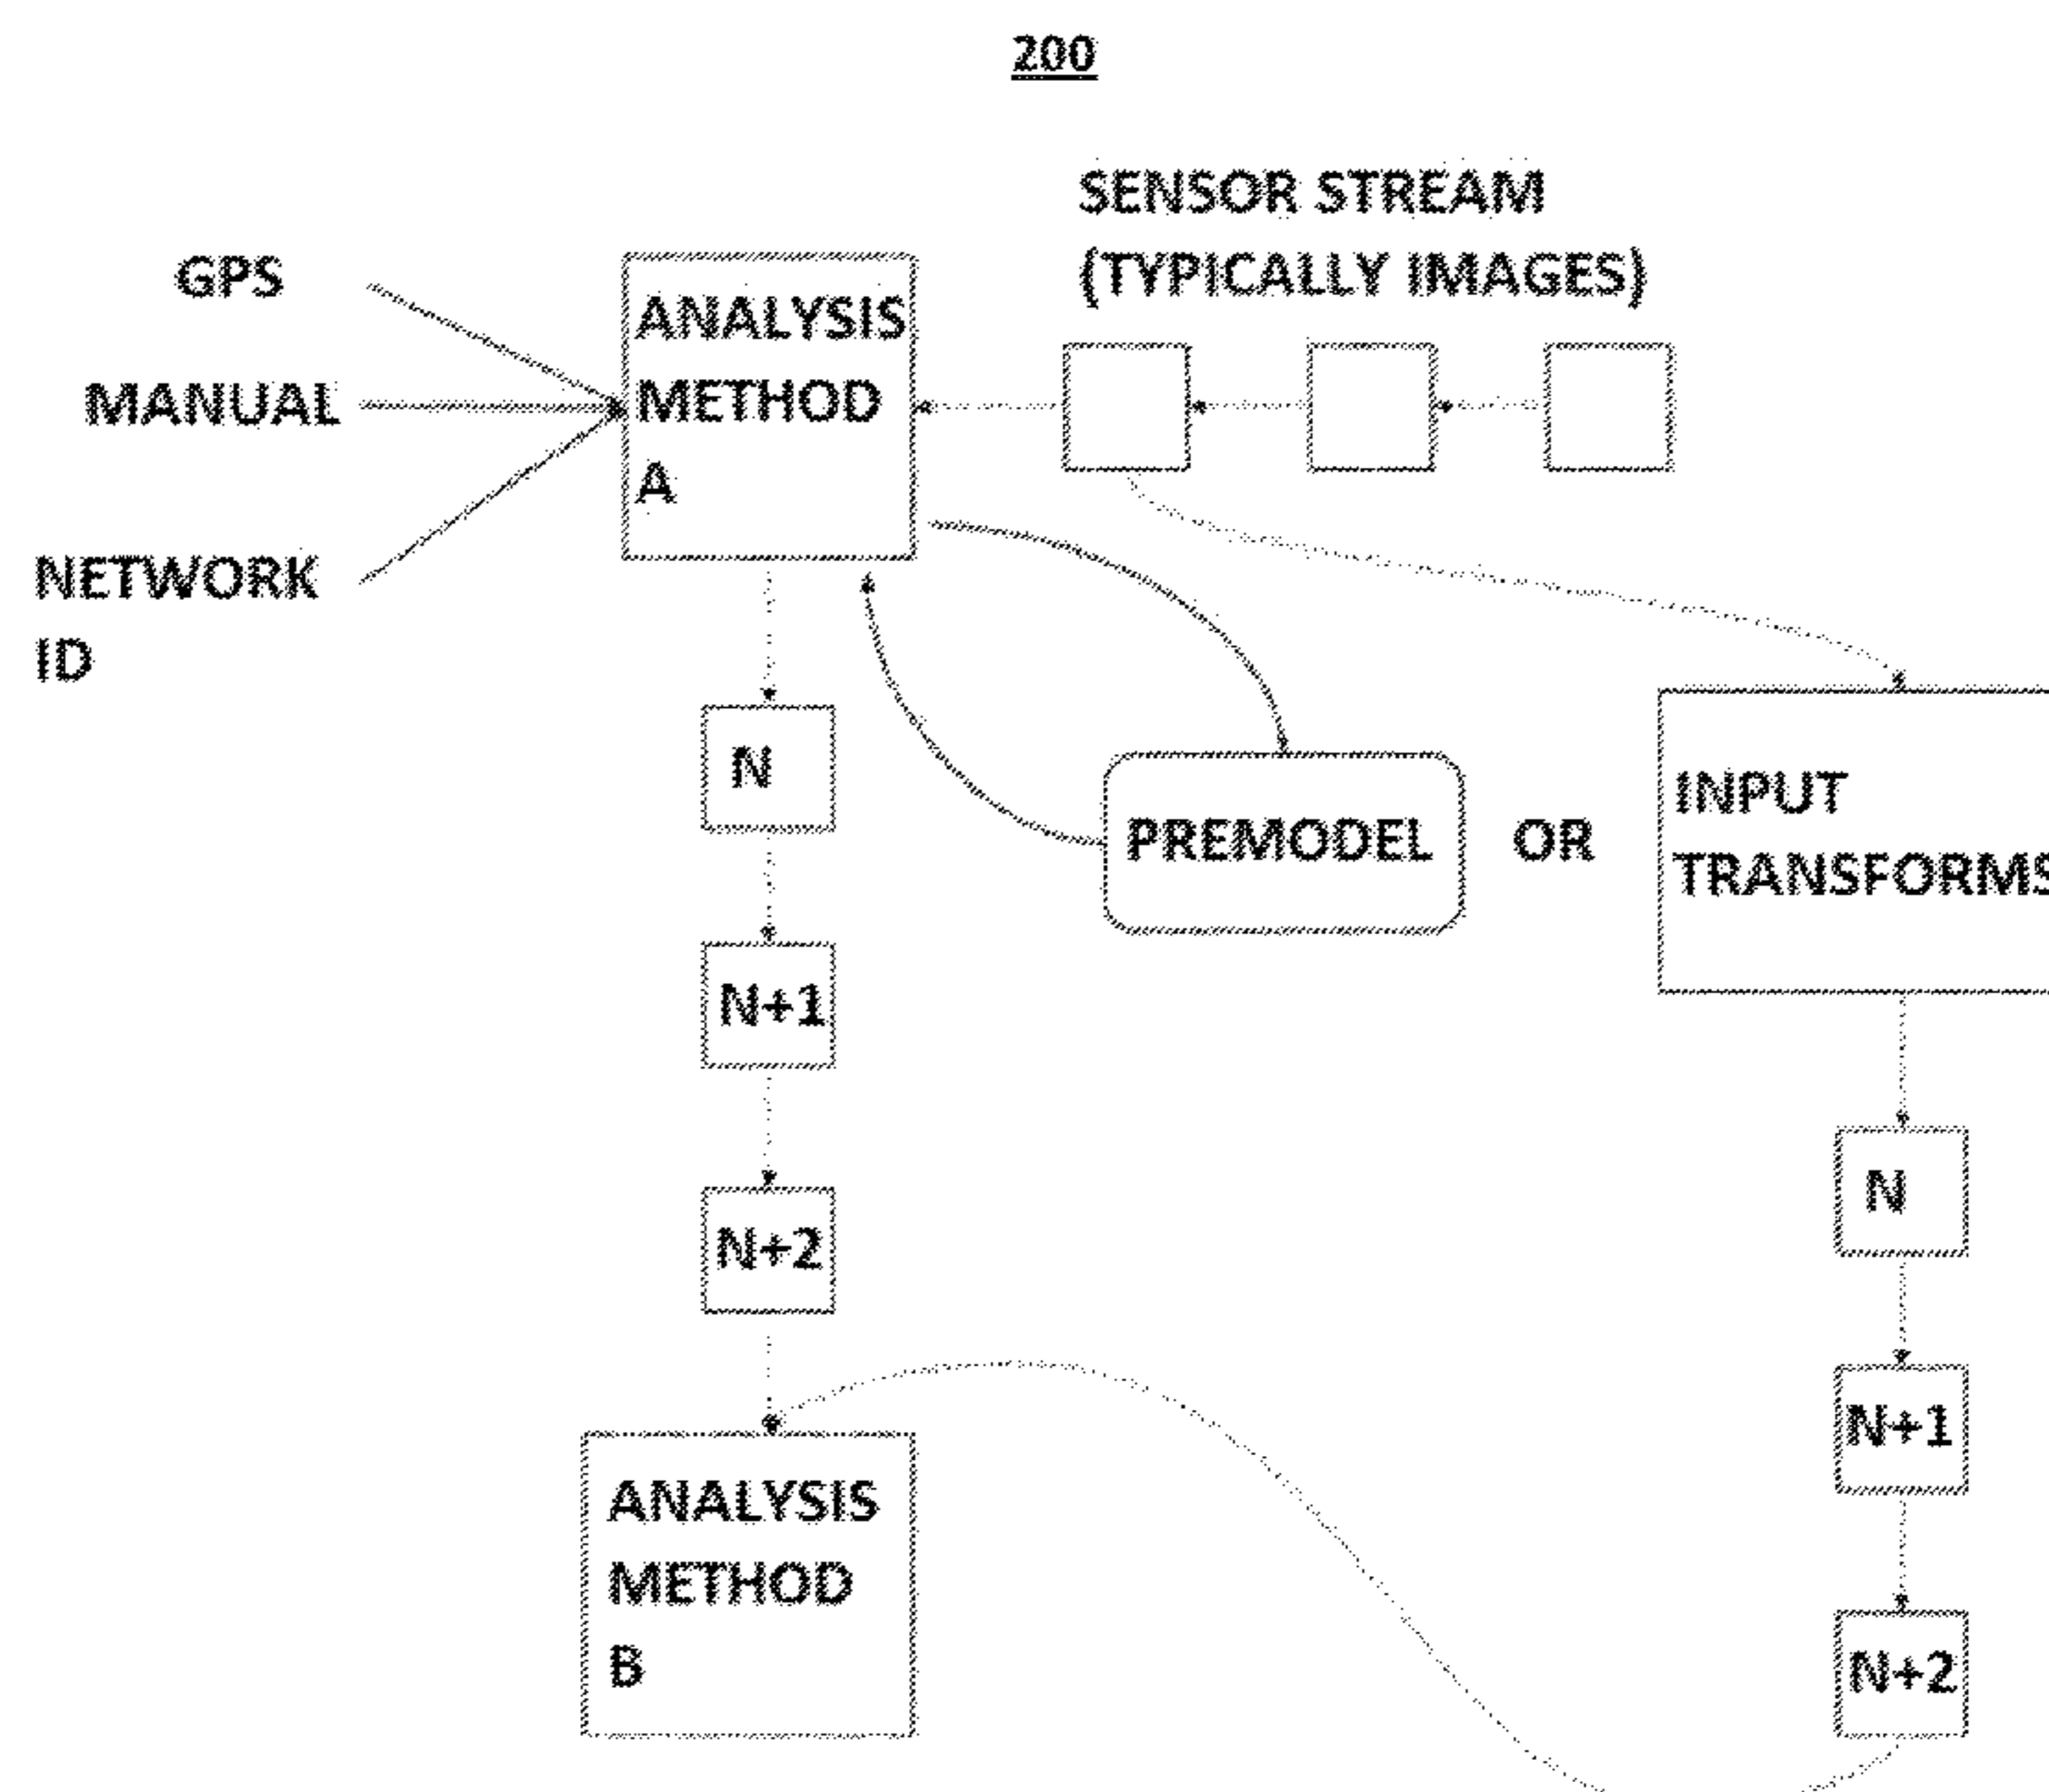 200
SENSOR STREAM
(TYPICALLY IMAGES)
GPS
MANUAL
NETWORK
ID
ANALYSIS
METHOD
A
N
N+1
N+2
PREMODEL
OR
INPUT
TRANSFORMS
N
N+1
N+2
ANALYSIS
METHOD
B